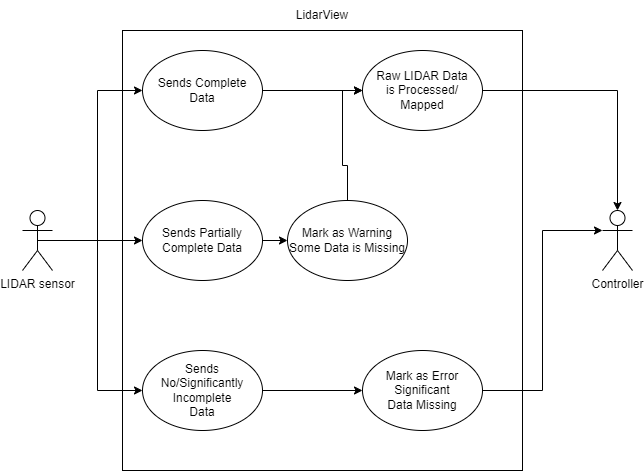 LidarView
Sends Complete
Data
Raw LIDAR Data
is Processed/
Mapped
Sends Partially
Complete Data
Mark as Warning
Some Data is Missing
LIDAR sensor
Controller
Sends
No/Significantly
Incomplete
Data
Mark as Error
Significant
Data Missing